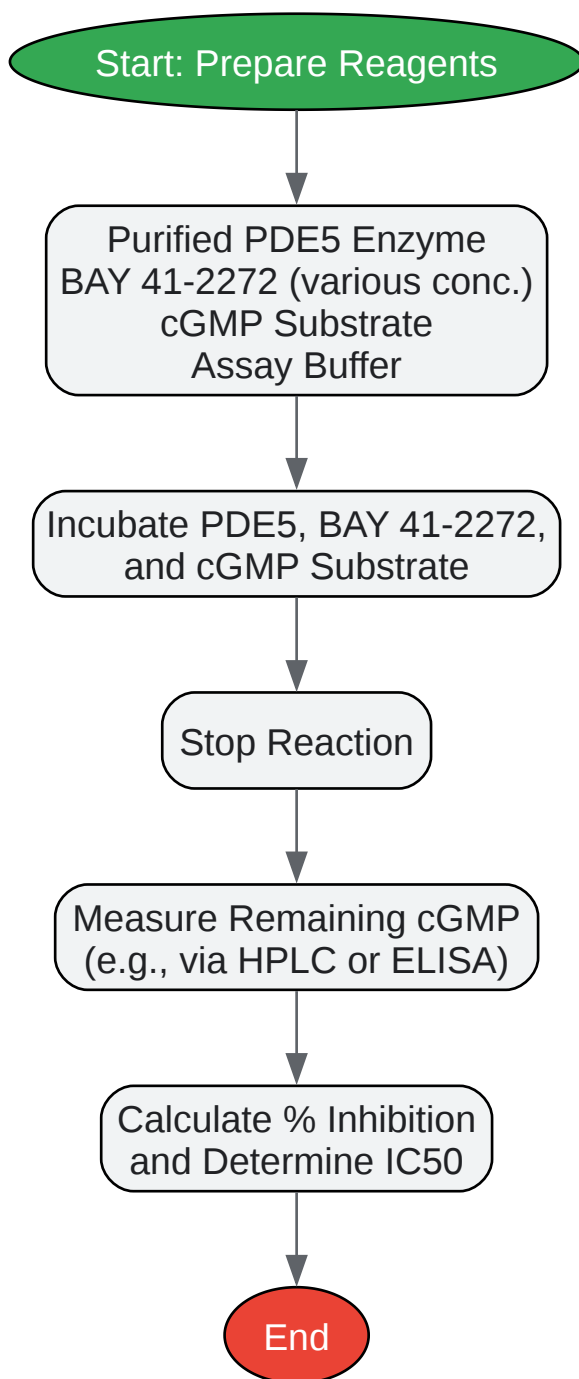 Start: Prepare Reagents
Purified PDE5 Enzyme
BAY 41-2272 (various conc.)
cGMP Substrate
Assay Buffer
Incubate PDE5, BAY 41-2272,
and cGMP Substrate
Stop Reaction
Measure Remaining cGMP
(e.g., via HPLC or ELISA)
Calculate % Inhibition
and Determine IC50
End